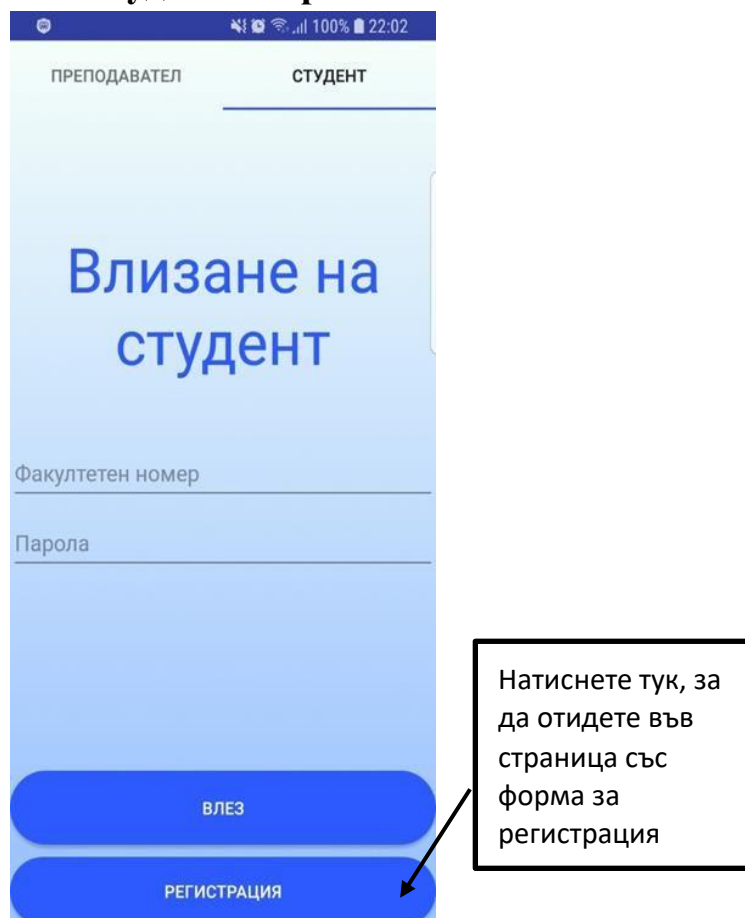 100% 22:02
ПРЕПОДАВАТЕЛ СТУДЕНТ
Влизане на
студент
Факултетен номер
Парола
Натиснете тук, за
да отидете във
страница със
форма за
регистрация
ВЛЕЗ
РЕГИСТРАЦИЯ